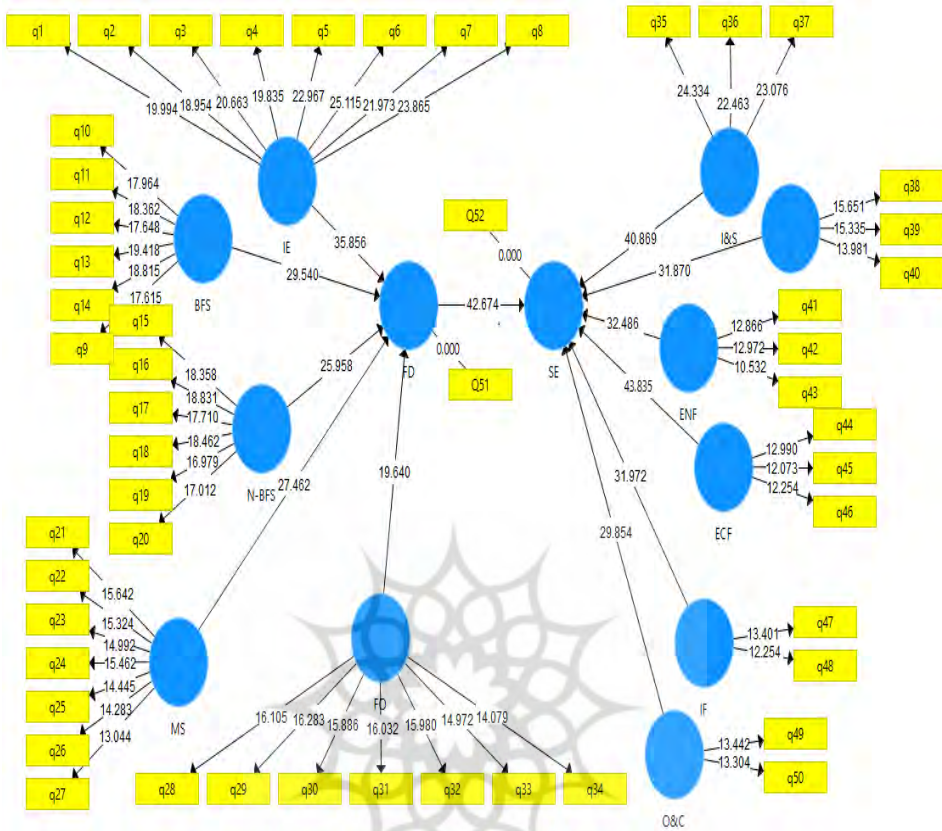 q1 q2 q3 q4 q5 q6 q7 q8
q35 q36 q37
19.994 18.954 20.663 19.835 22.967 25.115 21.973 23.865
24.334 22.463 23.076
q10
q11
q12
q13
q14
q9
17.964
18.362
17.648
19.418
18.815
17.615
BFS
IE
35.856
29.540
Q52
0.000
I&S
40.869
31.870
I&S
q38
q39
q40
15.651
15.335
13.981
42.674
FD
0.000
Q51
SE
32.486
43.835
ENF
q41
q42
q43
12.866
12.972
10.532
q15
q16
q17
q18
q19
q20
18.358
18.831
17.710
18.462
16.979
17.012
N-BFS
25.958
27.462
19.640
31.972
29.854
ECF
q44
q45
q46
12.990
12.073
12.254
q21
q22
q23
q24
q25
q26
q27
15.642
15.324
14.992
15.462
14.445
14.283
13.044
MS
FD
16.105 16.283 15.886 16.032 15.980 14.972 14.079
q28 q29 q30 q31 q32 q33 q34
IF
q47
q48
13.401
12.254
O&C
q49
q50
13.442
13.304